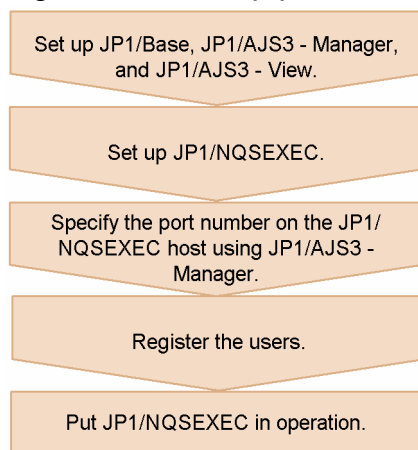 Set up JP1/Base, JP1/AJS3 - Manager,
and JP1/AJS3 - View.
Set up JP1/NQSEXEC.
Specify the port number on the JP1/
NQSEXEC host using JP1/AJS3 -
Manager.
Register the users.
Put JP1/NQSEXEC in operation.